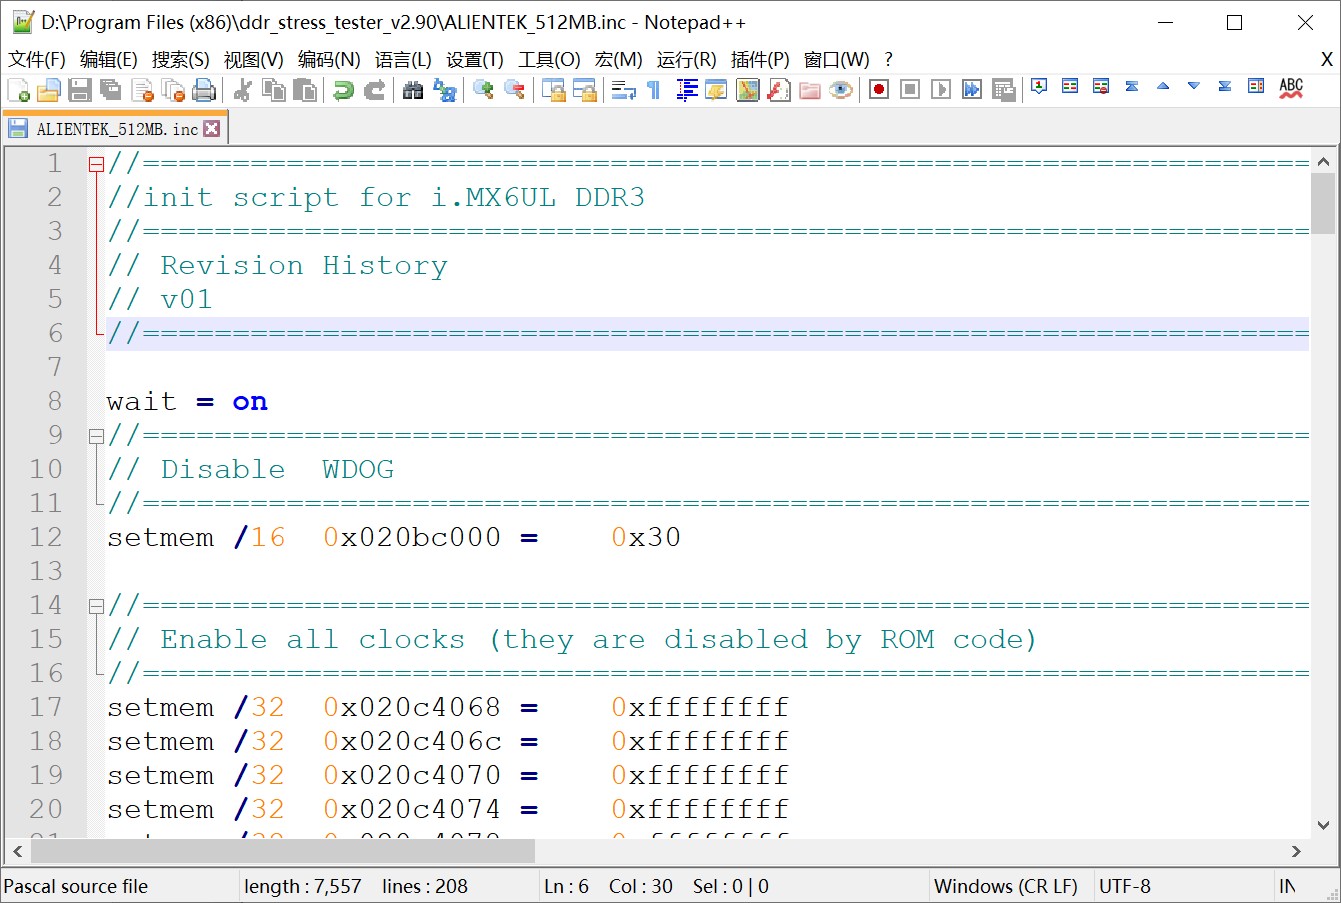 D:\Program Files (x86)\ddr_stress_tester_v2.90\ALIENTEK_512MB.inc - Notepad++
文件(F) 编辑(E) 搜索(S) 视图(V) 编码(N) 语言(L) 设置(T) 工具(O) 宏(M) 运行(R) 插件(P) 窗口(W) ? X
ABC
ALIENTEK_512MB.inc
1 //=================================================================
2 //init script for i.MX6UL DDR3
3 //=================================================================
4 // Revision History
5 // v01
6 //=================================================================
7
8 wait = on
9 //=================================================================
10 // Disable  WDOG
11 //=================================================================
12 setmem /16  0x020bc000 =    0x30
13
14 //=================================================================
15 // Enable all clocks (they are disabled by ROM code)
16 //=================================================================
17 setmem /32  0x020c4068 =    0xffffffff
18 setmem /32  0x020c406c =    0xffffffff
19 setmem /32  0x020c4070 =    0xffffffff
20 setmem /32  0x020c4074 =    0xffffffff
Pascal source file length : 7,557 lines : 208 Ln : 6 Col : 30 Sel : 0 | 0 Windows (CR LF) UTF-8 IN